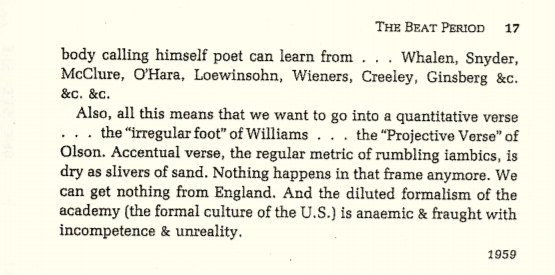 THE BEAT PERIOD 17
body calling himself poet can learn from . . . Whalen, Snyder,
McClure, O'Hara, Loewinsohn, Wieners, Creeley, Ginsberg &c.
&c. &c.
Also, all this means that we want to go into a quantitative verse
. . . the "irregular foot" of Williams . . . the "Projective Verse" of
Olson. Accentual verse, the regular metric of rumbling iambics, is
dry as slivers of sand. Nothing happens in that frame anymore. We
can get nothing from England. And the diluted formalism of the
academy (the formal culture of the U.S.) is anaemic & fraught with
incompetence & unreality.
1959